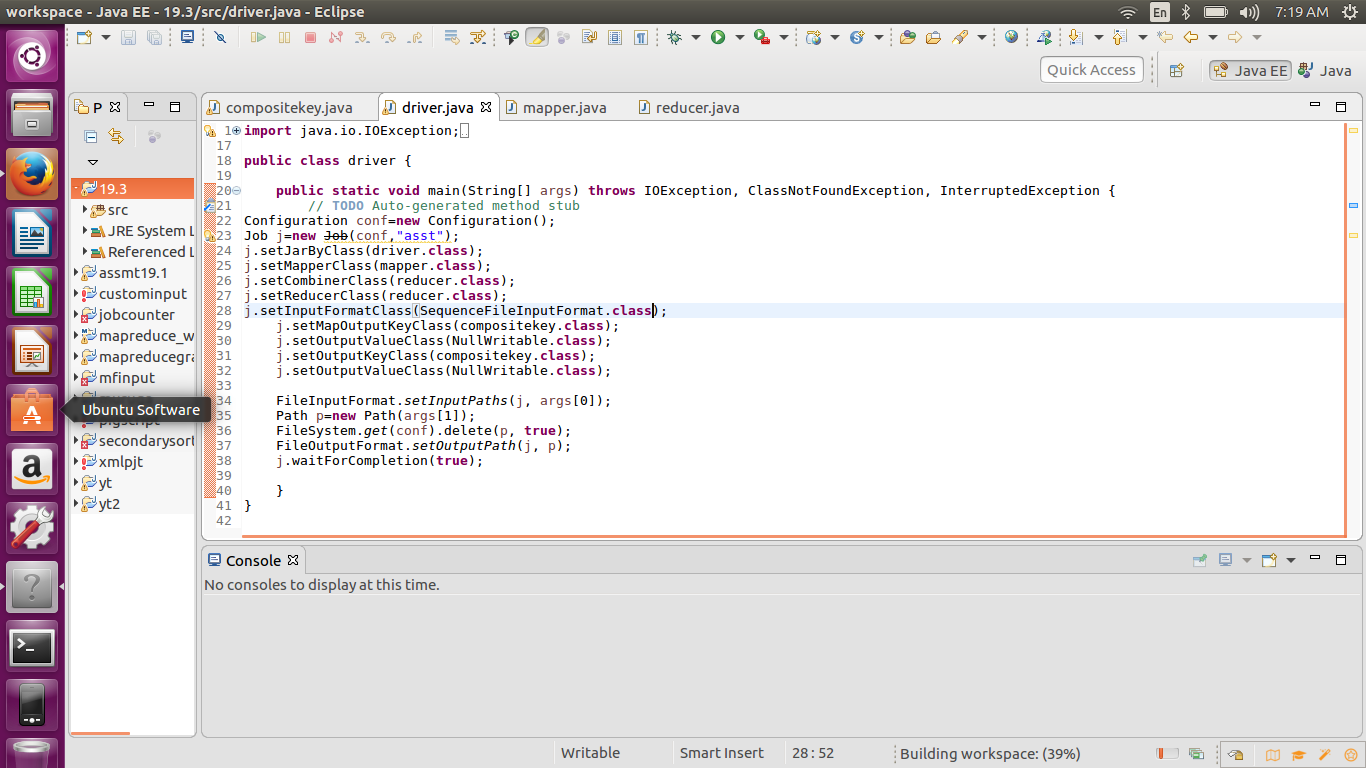 workspace - Java EE - 19.3/src/driver.java - Eclipse
En
7:19 AM
Quick Access
Java EE
Java
P
compositekey.java
driver.java
mapper.java
reducer.java
19.3
src
JRE System L
Referenced L
assmt19.1
custominput
jobcounter
mapreduce_w
mapreducegra
mfinput
pigscript
secondarysort
xmlpjt
yt
yt2
Ubuntu Software
1 import java.io.IOException;
17
18 public class driver {
19
20 public static void main(String[] args) throws IOException, ClassNotFoundException, InterruptedException {
21 // TODO Auto-generated method stub
22 Configuration conf=new Configuration();
23 Job j=new Job(conf,"asst");
24 j.setJarByClass(driver.class);
25 j.setMapperClass(mapper.class);
26 j.setCombinerClass(reducer.class);
27 j.setReducerClass(reducer.class);
28 j.setInputFormatClass(SequenceFileInputFormat.class);
29 j.setMapOutputKeyClass(compositekey.class);
30 j.setOutputValueClass(NullWritable.class);
31 j.setOutputKeyClass(compositekey.class);
32 j.setOutputValueClass(NullWritable.class);
33
34 FileInputFormat.setInputPaths(j, args[0]);
35 Path p=new Path(args[1]);
36 FileSystem.get(conf).delete(p, true);
37 FileOutputFormat.setOutputPath(j, p);
38 j.waitForCompletion(true);
39
40 }
41 }
42
Console
No consoles to display at this time.
Writable
Smart Insert
28 : 52
Building workspace: (39%)